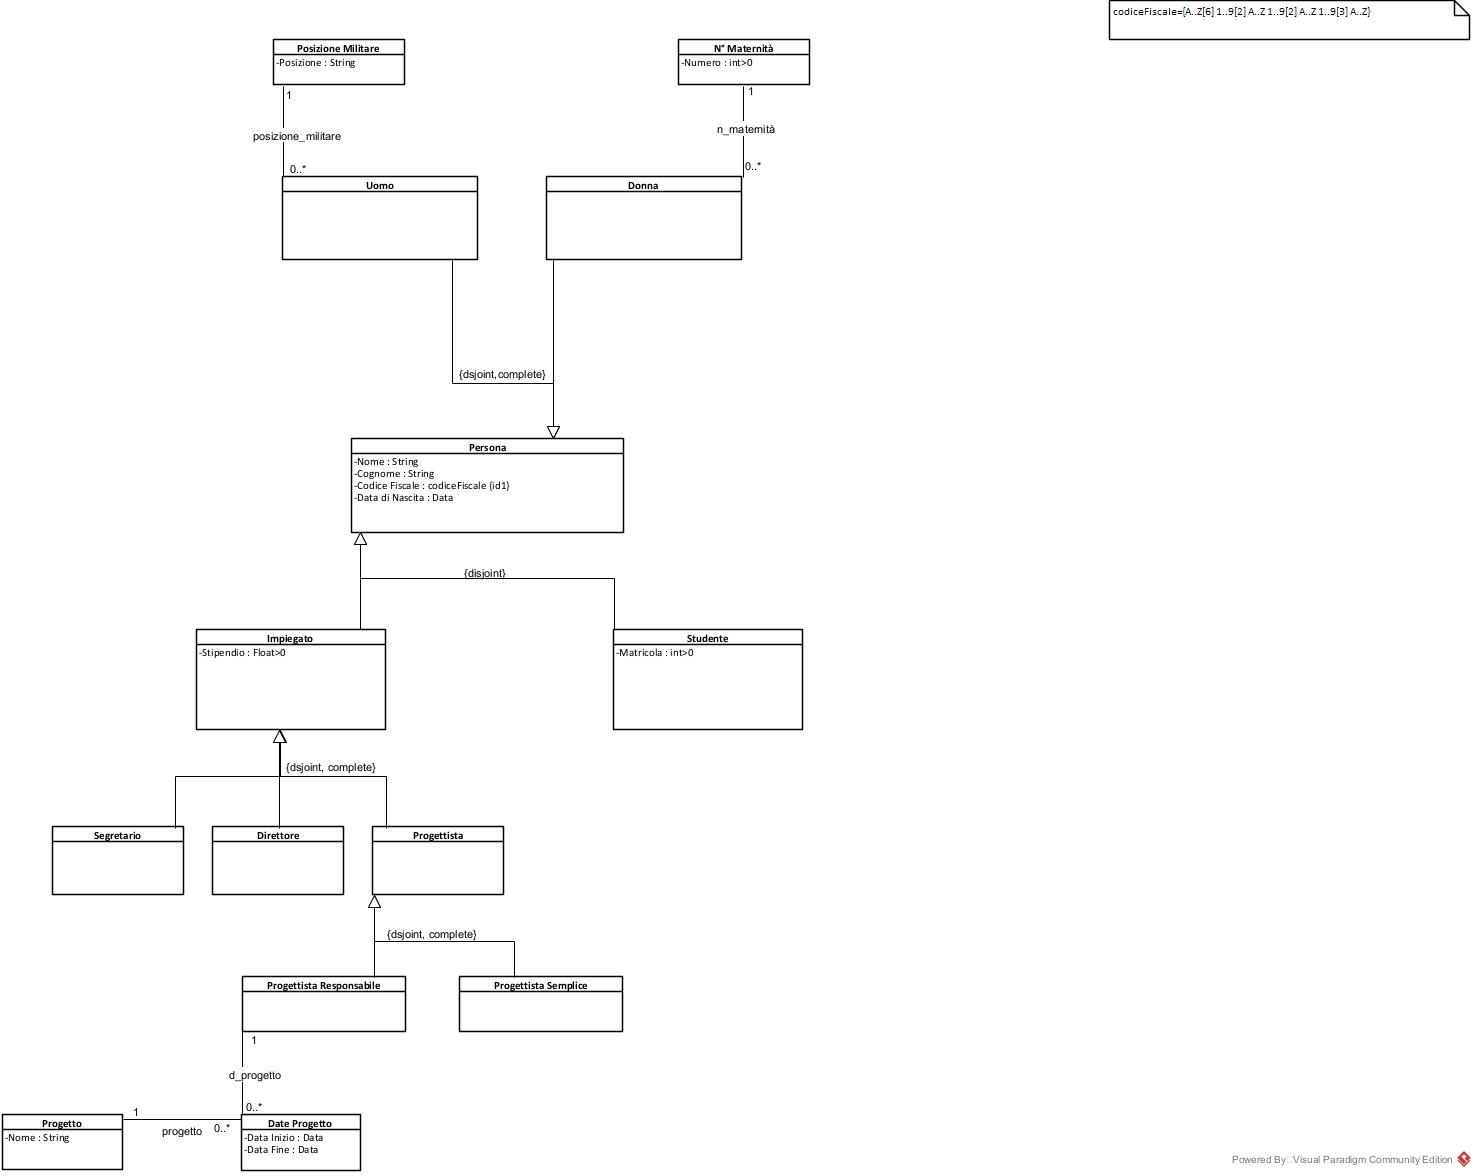 codiceFiscale={A..Z[6] 1..9[2] A..Z 1..9[2] A..Z 1..9[3] A..Z}
Posizione Militare
-Posizione : String
N° Maternità
-Numero : int>0
1
1
posizione_militare
n_maternità
0..*
0..*
Uomo
Donna
{dsjoint,complete}
Persona
-Nome : String
-Cognome : String
-Codice Fiscale : codiceFiscale {id1}
-Data di Nascita : Data
{disjoint}
Impiegato
-Stipendio : Float>0
Studente
-Matricola : int>0
{dsjoint, complete}
Segretario
Direttore
Progettista
{dsjoint, complete}
Progettista Responsabile
Progettista Semplice
1
d_progetto
0..*
1
progetto
0..*
Progetto
-Nome : String
Date Progetto
-Data Inizio : Data
-Data Fine : Data
Powered By Visual Paradigm Community Edition